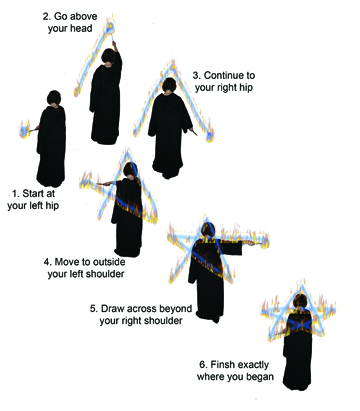 2. Go above
your head
3. Continue to
your right hip
1. Start at
your left hip
4. Move to outside
your left shoulder
5. Draw across beyond
your right shoulder
6. Finsh exactly
where you began